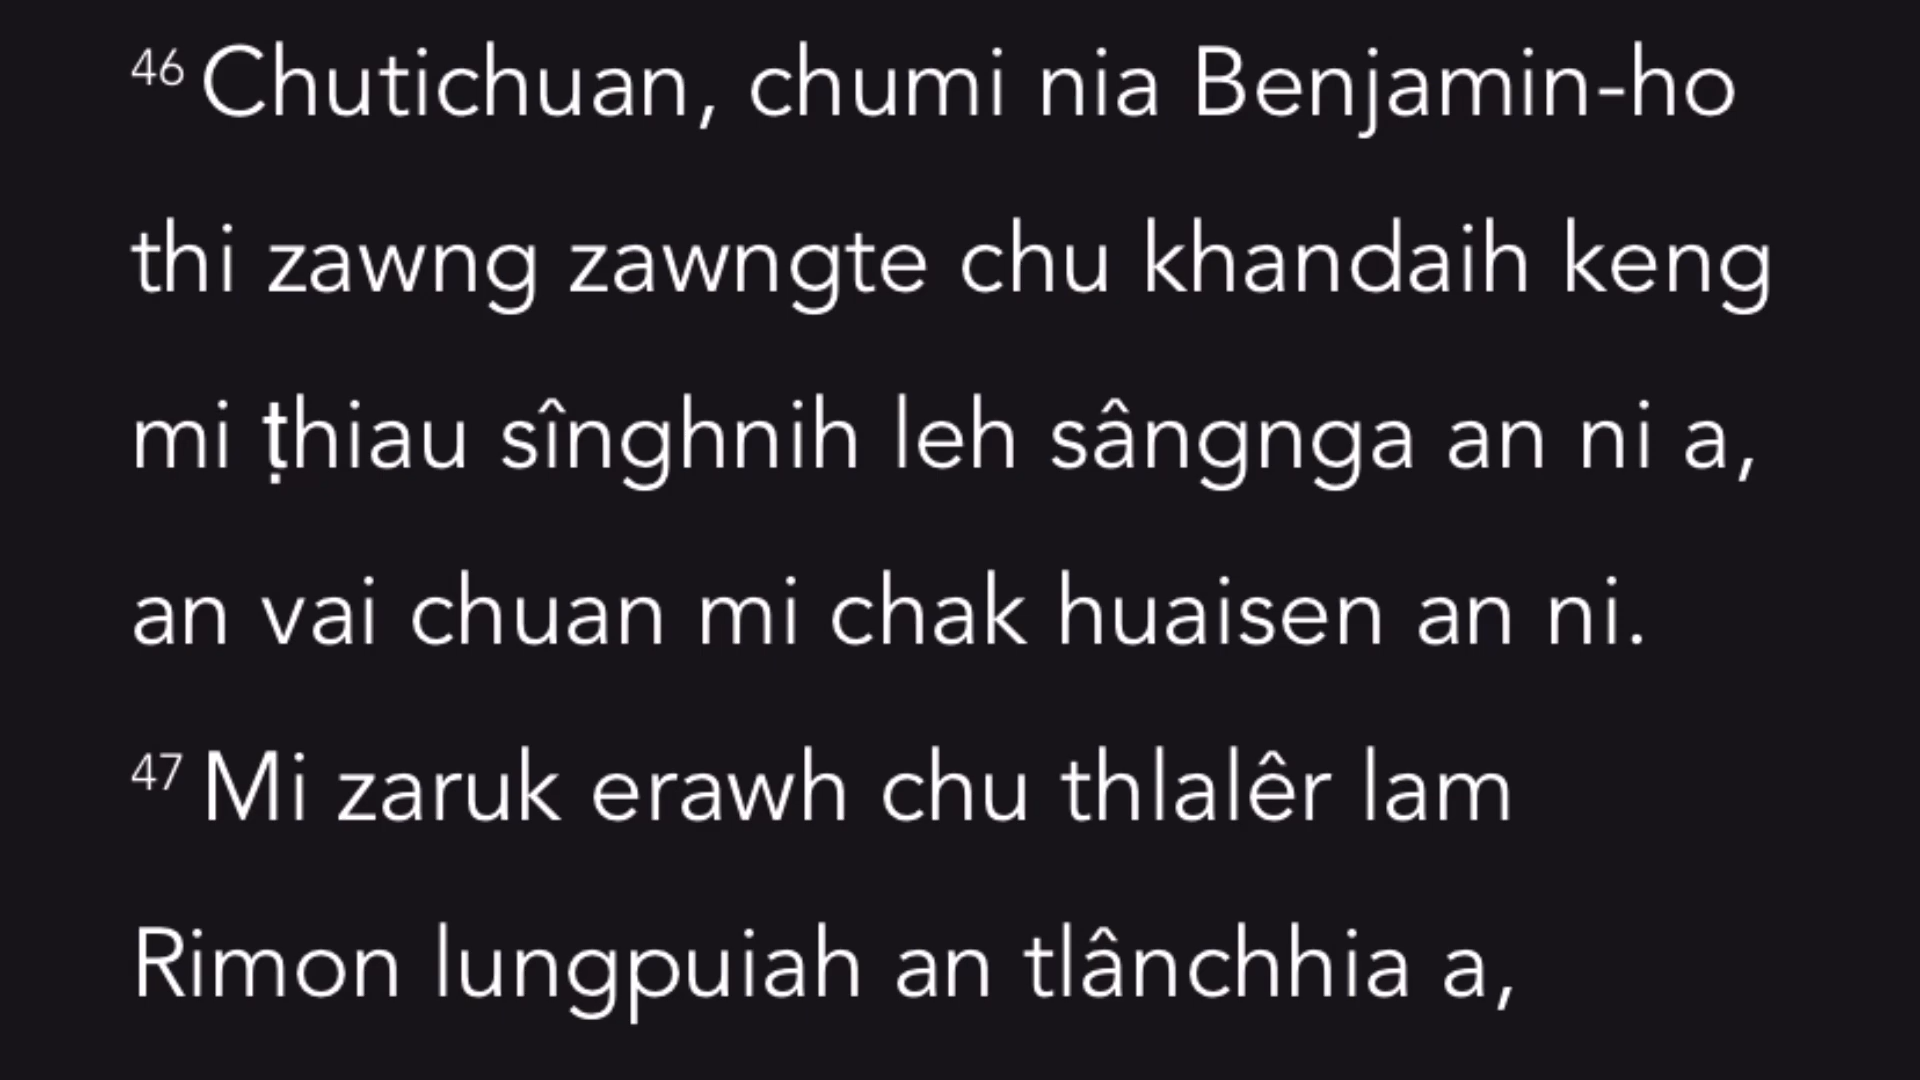 46 Chutichuan, chumi nia Benjamin-ho
thi zawng zawngte chu khandaih keng
mi ṭhiau sînghnih leh sângnga an ni a,
an vai chuan mi chak huaisen an ni.
47 Mi zaruk erawh chu thlalêr lam
Rimon lungpuiah an tlânchhia a,